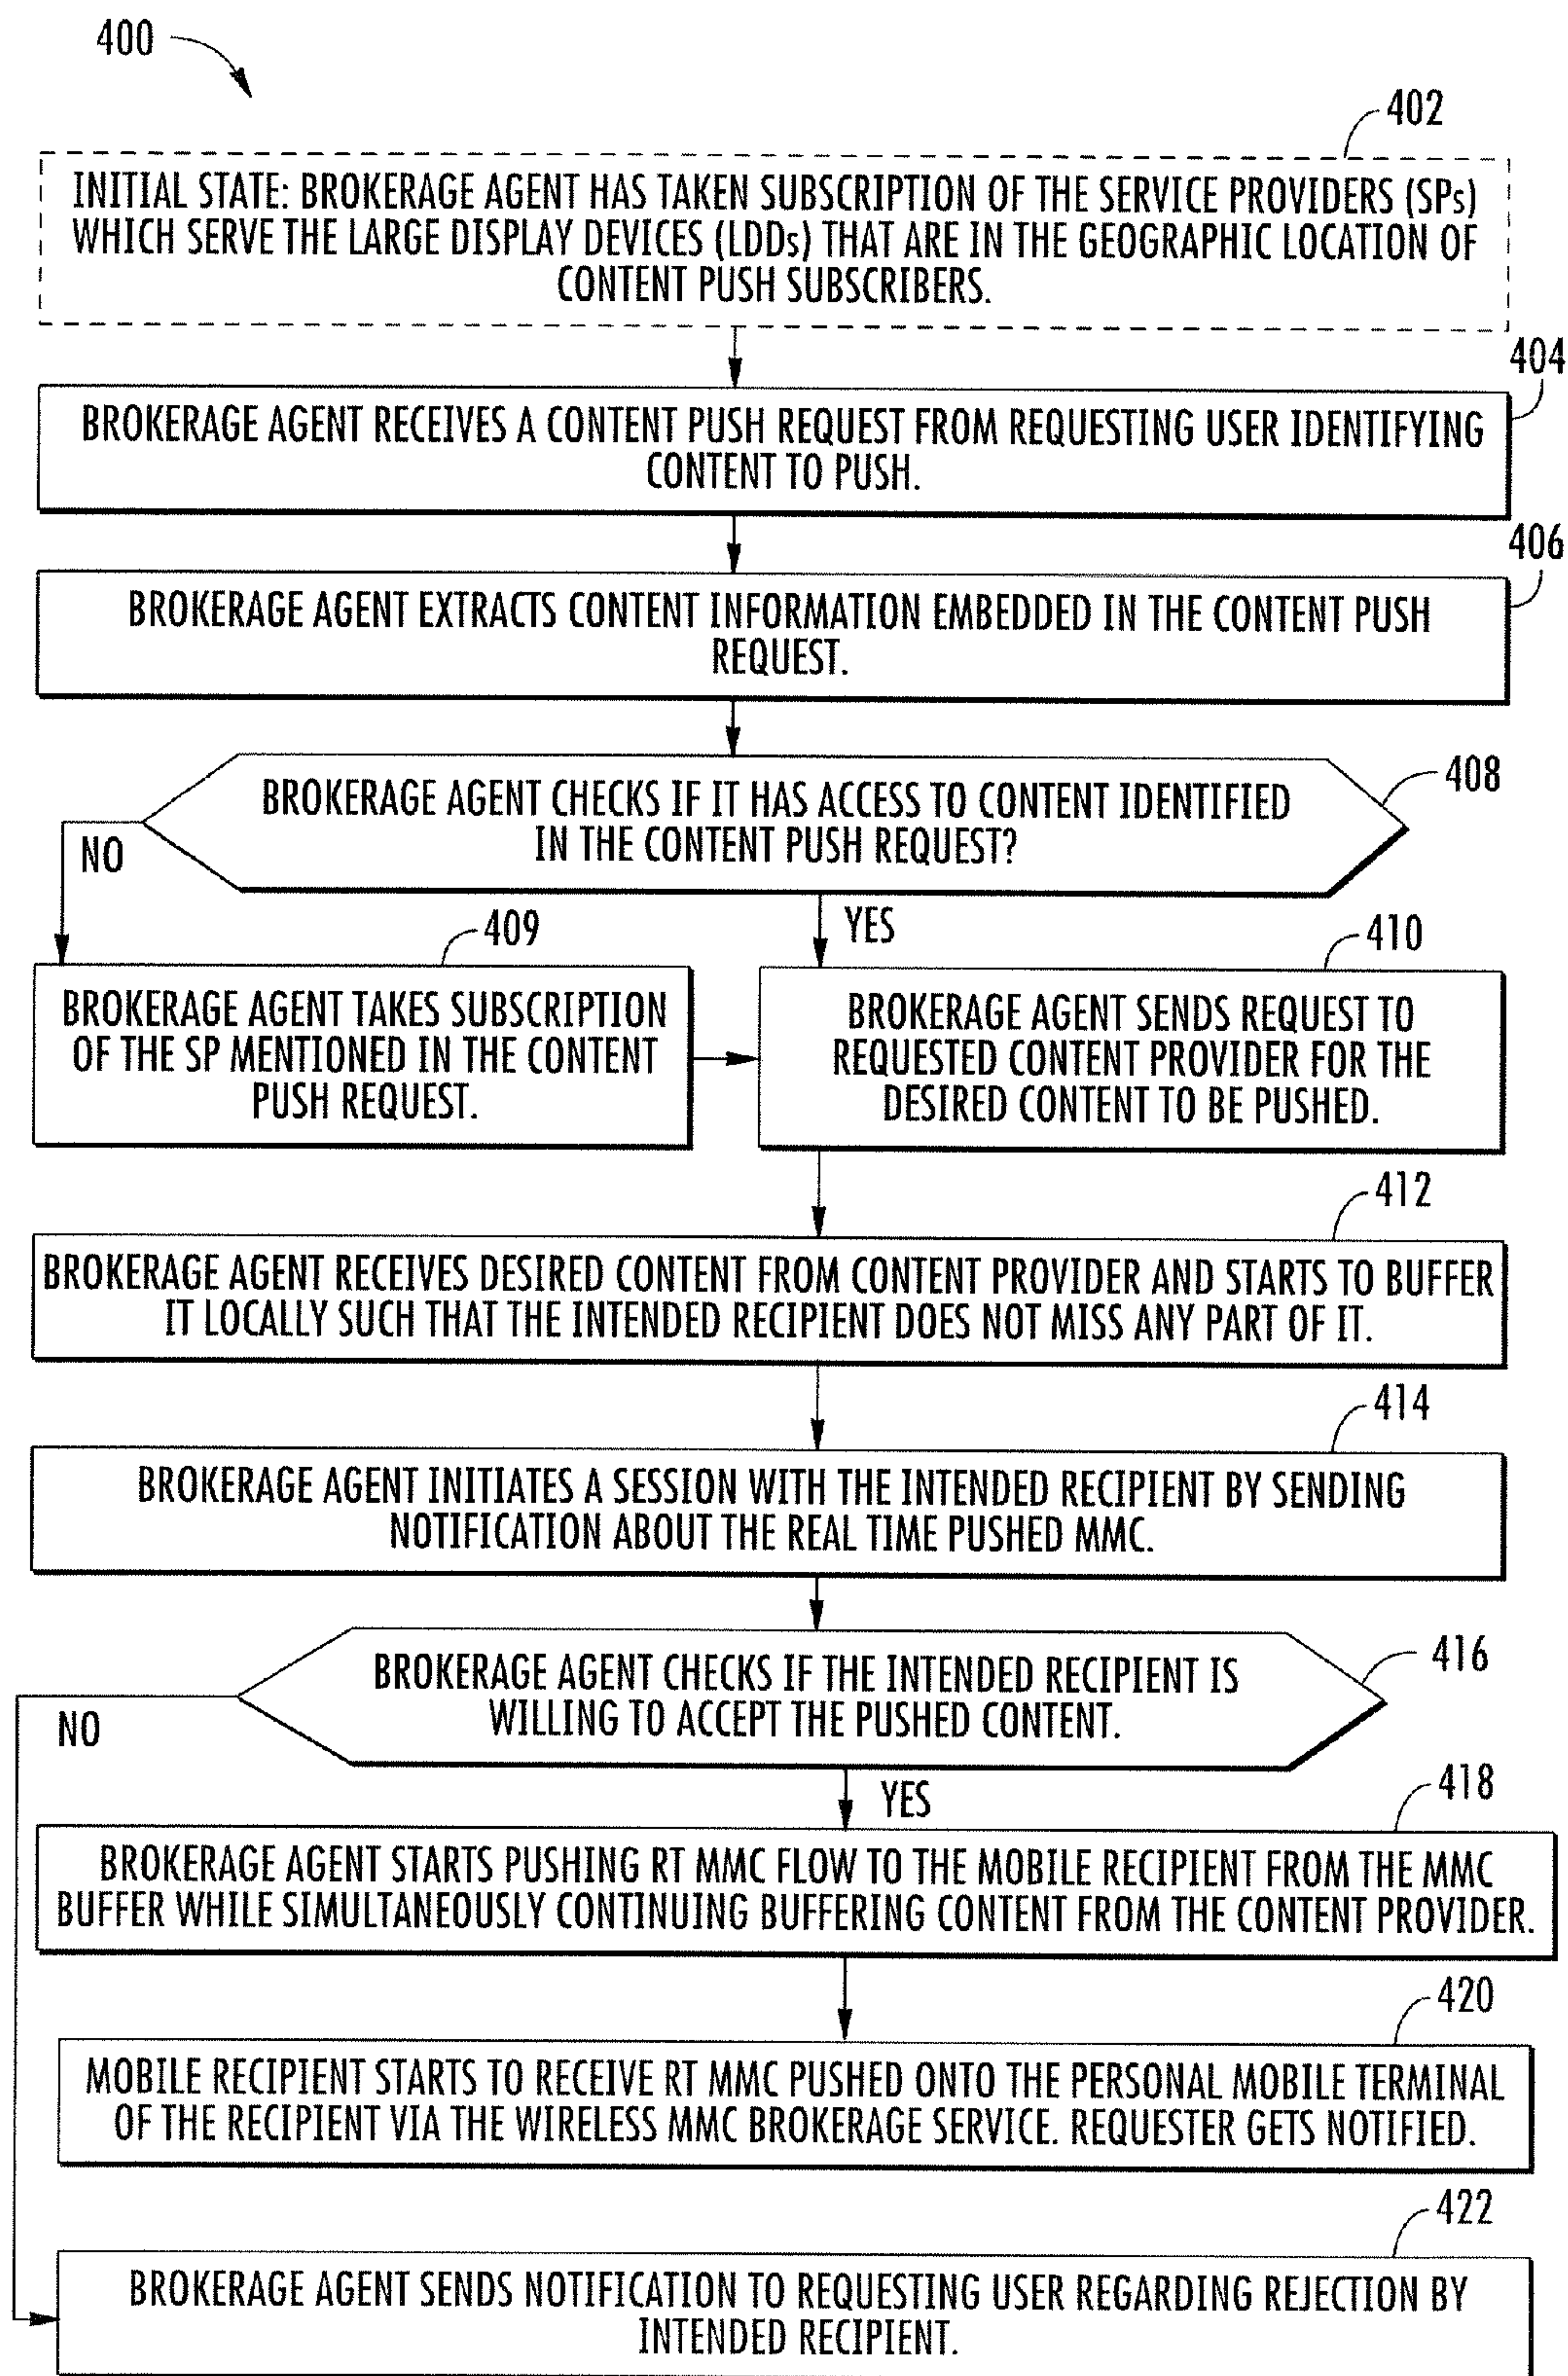 400
402
INITIAL STATE: BROKERAGE AGENT HAS TAKEN SUBSCRIPTION OF THE SERVICE PROVIDERS (SPs)
WHICH SERVE THE LARGE DISPLAY DEVICES (LDDs) THAT ARE IN THE GEOGRAPHIC LOCATION OF
CONTENT PUSH SUBSCRIBERS.
404
BROKERAGE AGENT RECEIVES A CONTENT PUSH REQUEST FROM REQUESTING USER IDENTIFYING
CONTENT TO PUSH.
406
BROKERAGE AGENT EXTRACTS CONTENT INFORMATION EMBEDDED IN THE CONTENT PUSH
REQUEST.
408
BROKERAGE AGENT CHECKS IF IT HAS ACCESS TO CONTENT IDENTIFIED
IN THE CONTENT PUSH REQUEST?
NO
YES
409
BROKERAGE AGENT TAKES SUBSCRIPTION
OF THE SP MENTIONED IN THE CONTENT
PUSH REQUEST.
410
BROKERAGE AGENT SENDS REQUEST TO
REQUESTED CONTENT PROVIDER FOR THE
DESIRED CONTENT TO BE PUSHED.
412
BROKERAGE AGENT RECEIVES DESIRED CONTENT FROM CONTENT PROVIDER AND STARTS TO BUFFER
IT LOCALLY SUCH THAT THE INTENDED RECIPIENT DOES NOT MISS ANY PART OF IT.
414
BROKERAGE AGENT INITIATES A SESSION WITH THE INTENDED RECIPIENT BY SENDING
NOTIFICATION ABOUT THE REAL TIME PUSHED MMC.
416
BROKERAGE AGENT CHECKS IF THE INTENDED RECIPIENT IS
WILLING TO ACCEPT THE PUSHED CONTENT.
NO
YES
418
BROKERAGE AGENT STARTS PUSHING RT MMC FLOW TO THE MOBILE RECIPIENT FROM THE MMC
BUFFER WHILE SIMULTANEOUSLY CONTINUING BUFFERING CONTENT FROM THE CONTENT PROVIDER.
420
MOBILE RECIPIENT STARTS TO RECEIVE RT MMC PUSHED ONTO THE PERSONAL MOBILE TERMINAL
OF THE RECIPIENT VIA THE WIRELESS MMC BROKERAGE SERVICE. REQUESTER GETS NOTIFIED.
422
BROKERAGE AGENT SENDS NOTIFICATION TO REQUESTING USER REGARDING REJECTION BY
INTENDED RECIPIENT.